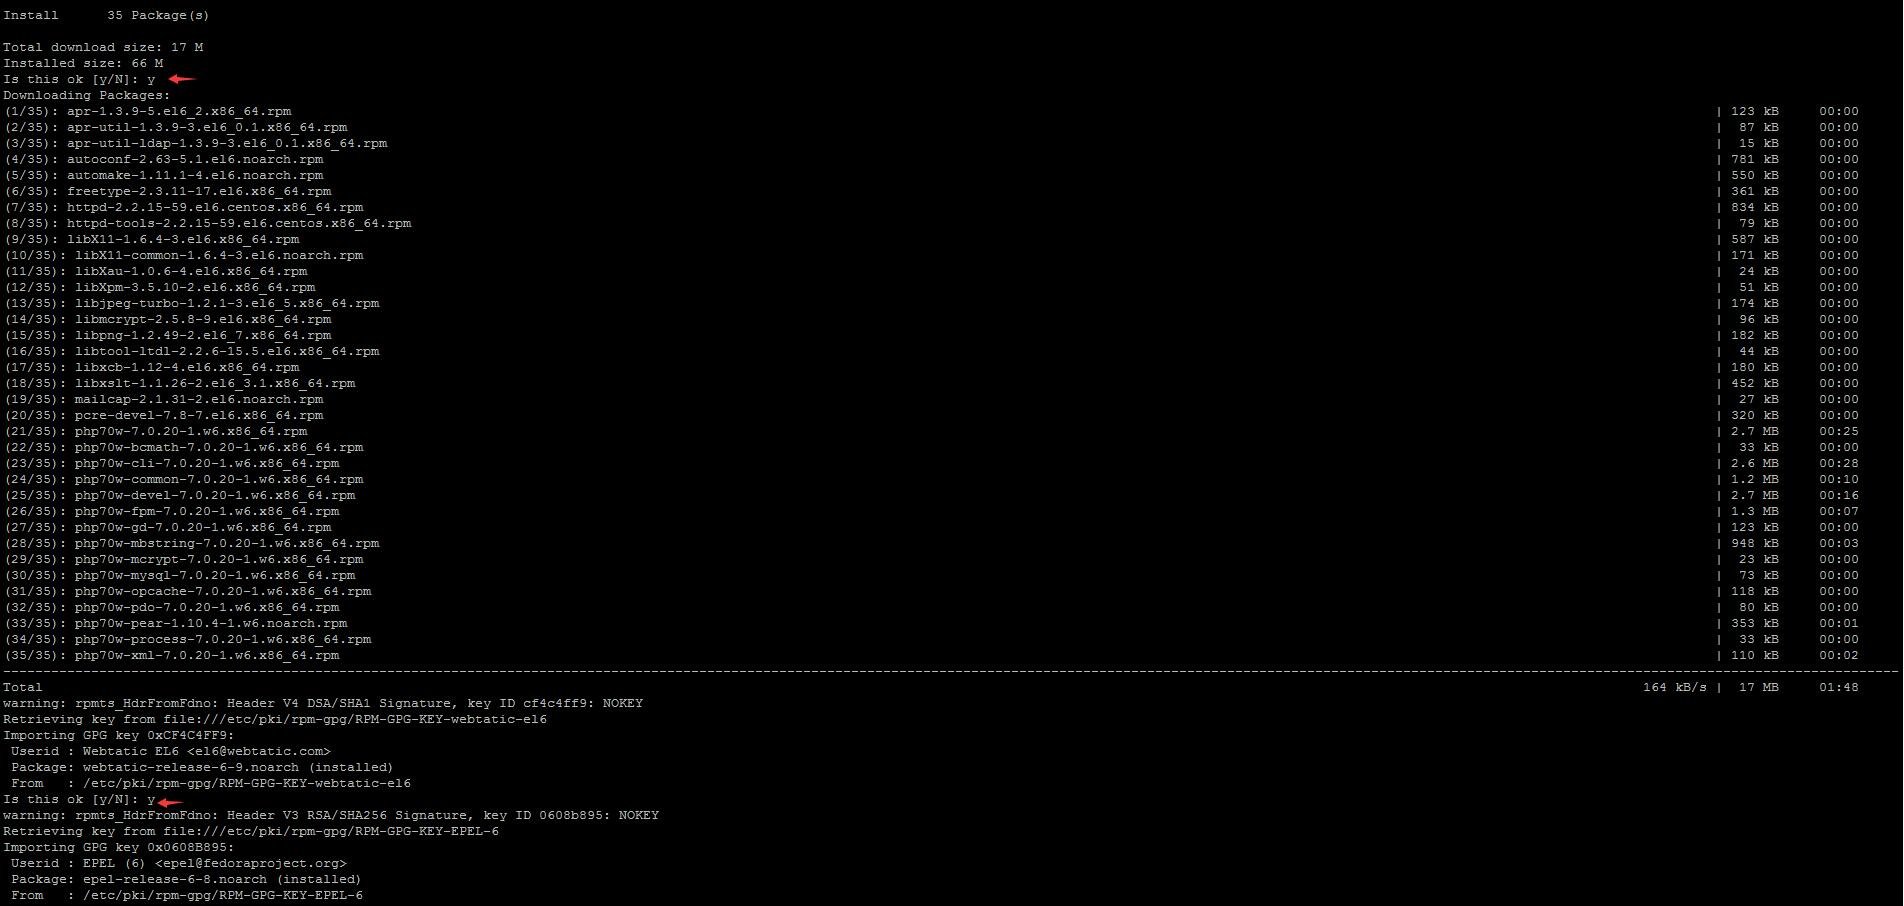 Install      35 Package(s)
Total download size: 17 M
Installed size: 66 M
Is this ok [y/N]: y
Downloading Packages:
(1/35): apr-1.3.9-5.el6_2.x86_64.rpm | 123 kB 00:00
(2/35): apr-util-1.3.9-3.el6_0.1.x86_64.rpm | 87 kB 00:00
(3/35): apr-util-ldap-1.3.9-3.el6_0.1.x86_64.rpm | 15 kB 00:00
(4/35): autoconf-2.63-5.1.el6.noarch.rpm | 781 kB 00:00
(5/35): automake-1.11.1-4.el6.noarch.rpm | 550 kB 00:00
(6/35): freetype-2.3.11-17.el6.x86_64.rpm | 361 kB 00:00
(7/35): httpd-2.2.15-59.el6.centos.x86_64.rpm | 834 kB 00:00
(8/35): httpd-tools-2.2.15-59.el6.centos.x86_64.rpm | 79 kB 00:00
(9/35): libX11-1.6.4-3.el6.x86_64.rpm | 587 kB 00:00
(10/35): libX11-common-1.6.4-3.el6.noarch.rpm | 171 kB 00:00
(11/35): libXau-1.0.6-4.el6.x86_64.rpm | 24 kB 00:00
(12/35): libXpm-3.5.10-2.el6.x86_64.rpm | 51 kB 00:00
(13/35): libjpeg-turbo-1.2.1-3.el6_5.x86_64.rpm | 174 kB 00:00
(14/35): libmcrypt-2.5.8-9.el6.x86_64.rpm | 96 kB 00:00
(15/35): libpng-1.2.49-2.el6_7.x86_64.rpm | 182 kB 00:00
(16/35): libtool-ltdl-2.2.6-15.5.el6.x86_64.rpm | 44 kB 00:00
(17/35): libxcb-1.12-4.el6.x86_64.rpm | 180 kB 00:00
(18/35): libxslt-1.1.26-2.el6_3.1.x86_64.rpm | 452 kB 00:00
(19/35): mailcap-2.1.31-2.el6.noarch.rpm | 27 kB 00:00
(20/35): pcre-devel-7.8-7.el6.x86_64.rpm | 320 kB 00:00
(21/35): php70w-7.0.20-1.w6.x86_64.rpm | 2.7 MB 00:25
(22/35): php70w-bcmath-7.0.20-1.w6.x86_64.rpm | 33 kB 00:00
(23/35): php70w-cli-7.0.20-1.w6.x86_64.rpm | 2.6 MB 00:28
(24/35): php70w-common-7.0.20-1.w6.x86_64.rpm | 1.2 MB 00:10
(25/35): php70w-devel-7.0.20-1.w6.x86_64.rpm | 2.7 MB 00:16
(26/35): php70w-fpm-7.0.20-1.w6.x86_64.rpm | 1.3 MB 00:07
(27/35): php70w-gd-7.0.20-1.w6.x86_64.rpm | 123 kB 00:00
(28/35): php70w-mbstring-7.0.20-1.w6.x86_64.rpm | 948 kB 00:03
(29/35): php70w-mcrypt-7.0.20-1.w6.x86_64.rpm | 23 kB 00:00
(30/35): php70w-mysql-7.0.20-1.w6.x86_64.rpm | 73 kB 00:00
(31/35): php70w-opcache-7.0.20-1.w6.x86_64.rpm | 118 kB 00:00
(32/35): php70w-pdo-7.0.20-1.w6.x86_64.rpm | 80 kB 00:00
(33/35): php70w-pear-1.10.4-1.w6.noarch.rpm | 353 kB 00:01
(34/35): php70w-process-7.0.20-1.w6.x86_64.rpm | 33 kB 00:00
(35/35): php70w-xml-7.0.20-1.w6.x86_64.rpm | 110 kB 00:02
Total 164 kB/s | 17 MB 01:48
warning: rpmts_HdrFromFdno: Header V4 DSA/SHA1 Signature, key ID cf4c4ff9: NOKEY
Retrieving key from file:///etc/pki/rpm-gpg/RPM-GPG-KEY-webtatic-el6
Importing GPG key 0xCF4C4FF9:
 Userid : Webtatic EL6 <el6@webtatic.com>
 Package: webtatic-release-6-9.noarch (installed)
 From   : /etc/pki/rpm-gpg/RPM-GPG-KEY-webtatic-el6
Is this ok [y/N]: y
warning: rpmts_HdrFromFdno: Header V3 RSA/SHA256 Signature, key ID 0608b895: NOKEY
Retrieving key from file:///etc/pki/rpm-gpg/RPM-GPG-KEY-EPEL-6
Importing GPG key 0x0608B895:
 Userid : EPEL (6) <epel@fedoraproject.org>
 Package: epel-release-6-8.noarch (installed)
 From   : /etc/pki/rpm-gpg/RPM-GPG-KEY-EPEL-6